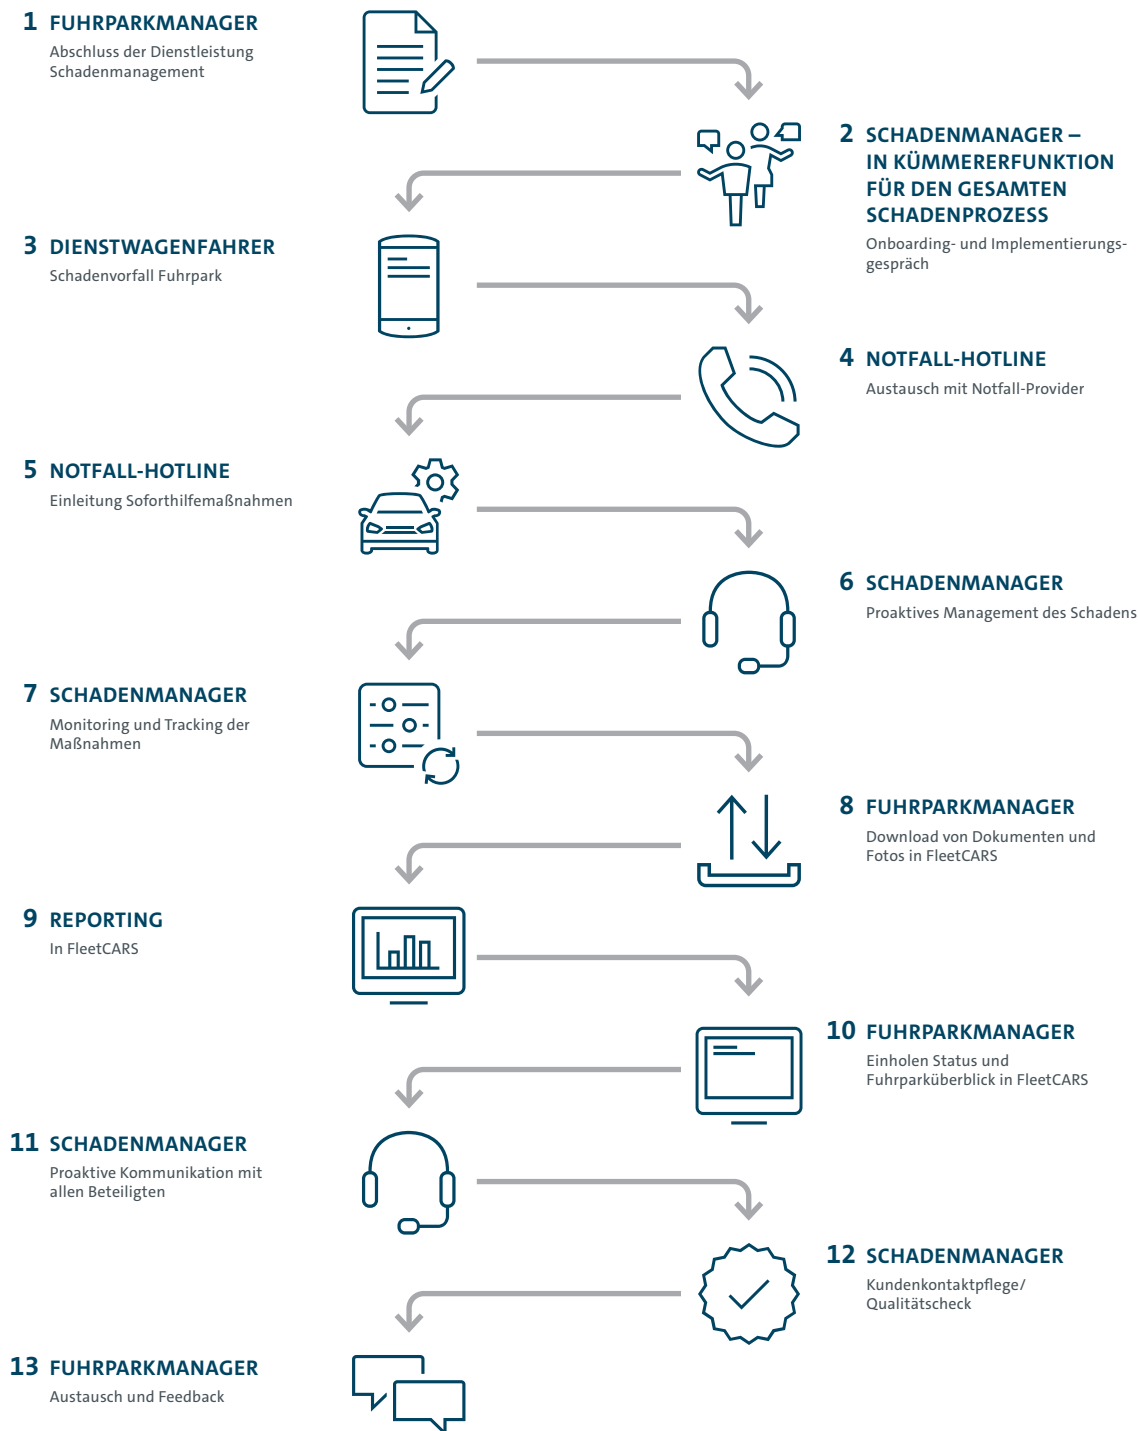 1 FUHRPARKMANAGER
Abschluss der Dienstleistung
Schadenmanagement
2 SCHADENMANAGER –
IN KÜMMERERFUNKTION
FÜR DEN GESAMTEN
SCHADENPROZESS
Onboarding- und Implementierungs-
gespräch
3 DIENSTWAGENFAHRER
Schadenvorfall Fuhrpark
4 NOTFALL-HOTLINE
Austausch mit Notfall-Provider
5 NOTFALL-HOTLINE
Einleitung Soforthilfemaßnahmen
6 SCHADENMANAGER
Proaktives Management des Schadens
7 SCHADENMANAGER
Monitoring und Tracking der
Maßnahmen
8 FUHRPARKMANAGER
Download von Dokumenten und
Fotos in FleetCARS
9 REPORTING
In FleetCARS
10 FUHRPARKMANAGER
Einholen Status und
Fuhrparküberblick in FleetCARS
11 SCHADENMANAGER
Proaktive Kommunikation mit
allen Beteiligten
12 SCHADENMANAGER
Kundenkontaktpflege/
Qualitätscheck
13 FUHRPARKMANAGER
Austausch und Feedback